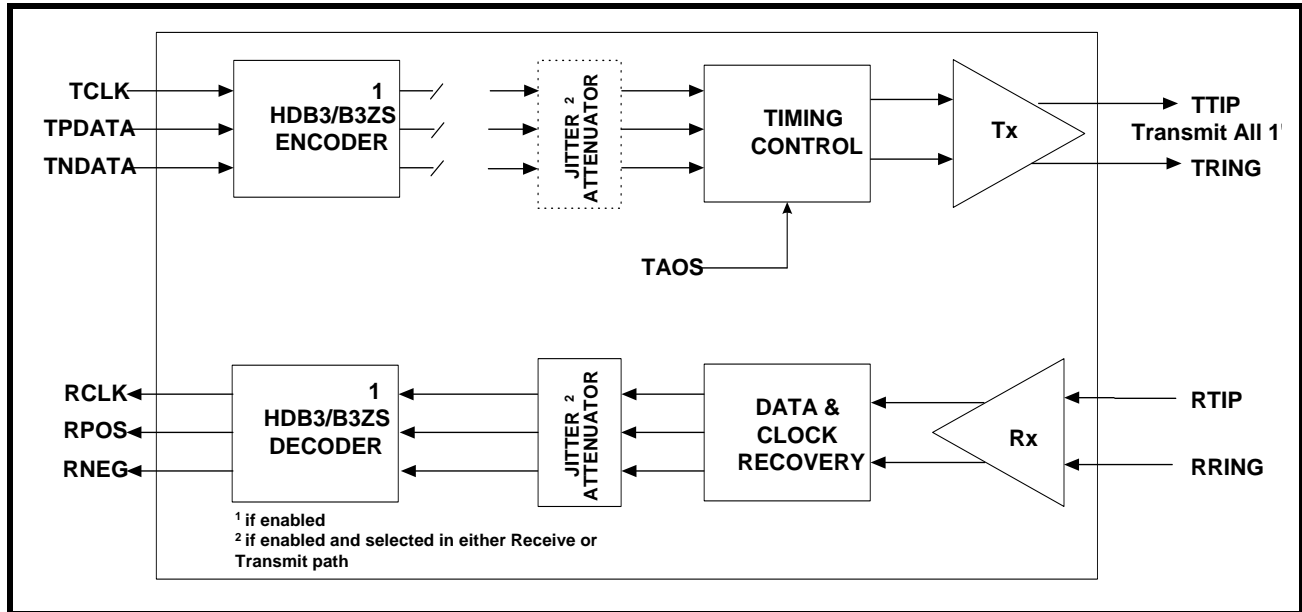 TCLK
TPDATA
TNDATA
1
HDB3/B3ZS
ENCODER
JITTER 2
ATTENUATOR
TIMING
CONTROL
Tx
TTIP
Transmit All 1'
TRING
TAOS
RCLK
RPOS
RNEG
1
HDB3/B3ZS
DECODER
JITTER 2
ATTENUATOR
DATA &
CLOCK
RECOVERY
Rx
RTIP
RRING
1 if enabled
2 if enabled and selected in either Receive or
Transmit path